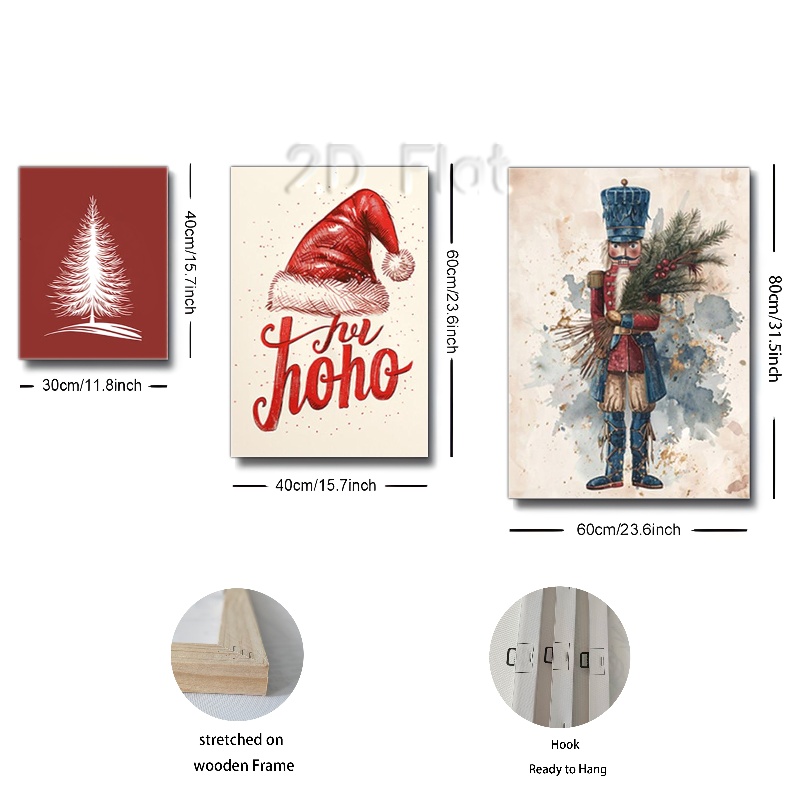 2D Flat
40cm/15.7inch
30cm/11.8inch
hoho
60cm/23.6inch
40cm/15.7inch
80cm/31.5inch
60cm/23.6inch
stretched on
wooden Frame
Hook
Ready to Hang